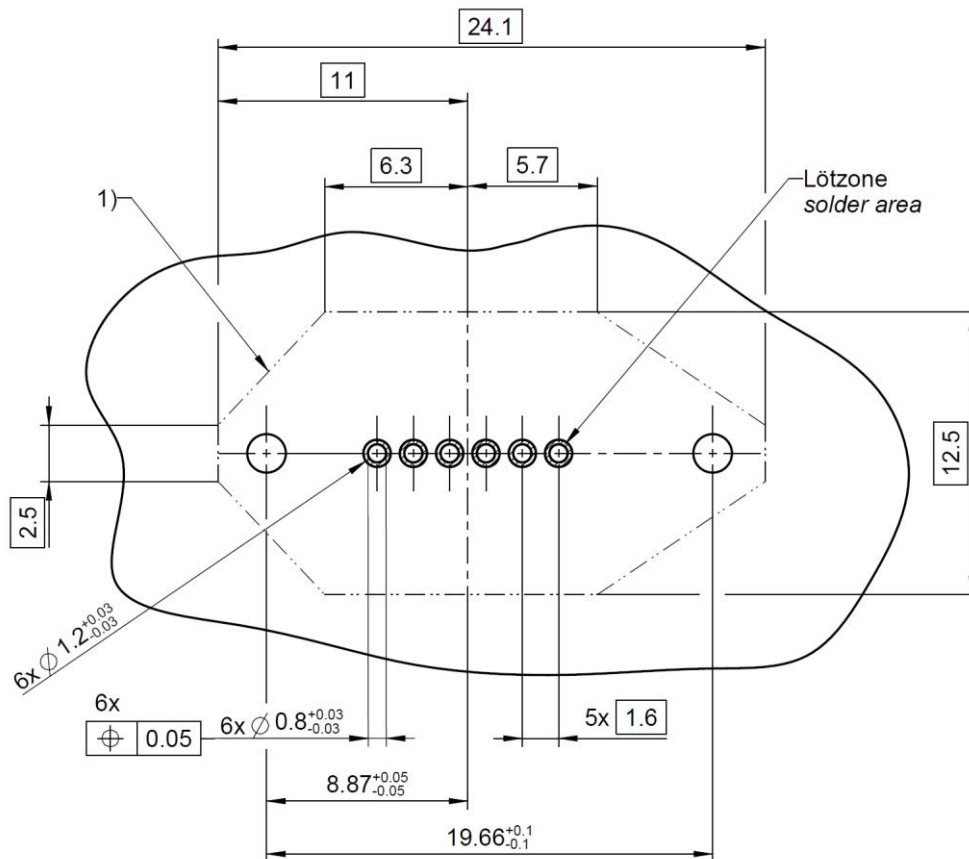 24.1
11
6.3
5.7
1)
Lötzone
solder area
2.5
12.5
6x ∅ 1.2 +0.03 -0.03
6x
⌖ 0.05
6x ∅ 0.8 +0.03 -0.03
5x 1.6
8.87 +0.05 -0.05
19.66 +0.1 -0.1